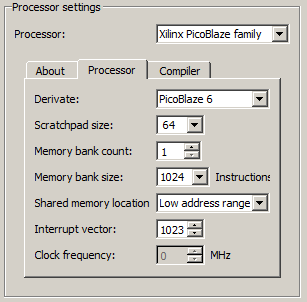 Processor settings
Processor: Xilinx PicoBlaze family
About Processor Compiler
Derivate: PicoBlaze 6
Scratchpad size: 64
Memory bank count: 1
Memory bank size: 1024 Instructions
Shared memory location Low address range
Interrupt vector: 1023
Clock frequency: 0 MHz